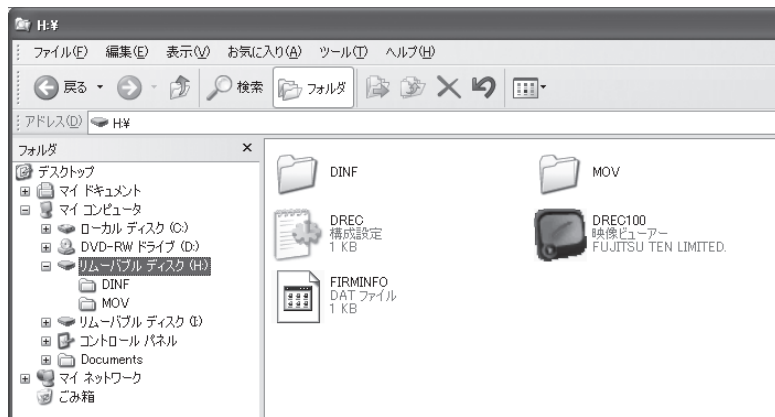 H:¥
ファイル(F) 編集(E) 表示(V) お気に入り(A) ツール(T) ヘルプ(H)
戻る 検索 フォルダ
アドレス(D) H:¥
フォルダ ×
デスクトップ
マイ ドキュメント
マイ コンピュータ
ローカル ディスク (C:)
DVD-RW ドライブ (D:)
リムーバブル ディスク (H:)
DINF
MOV
リムーバブル ディスク (I:)
コントロール パネル
Documents
マイ ネットワーク
ごみ箱
DINF
MOV
DREC
構成設定
1 KB
DREC100
映像ビューアー
FUJITSU TEN LIMITED.
FIRMINFO
DAT ファイル
1 KB